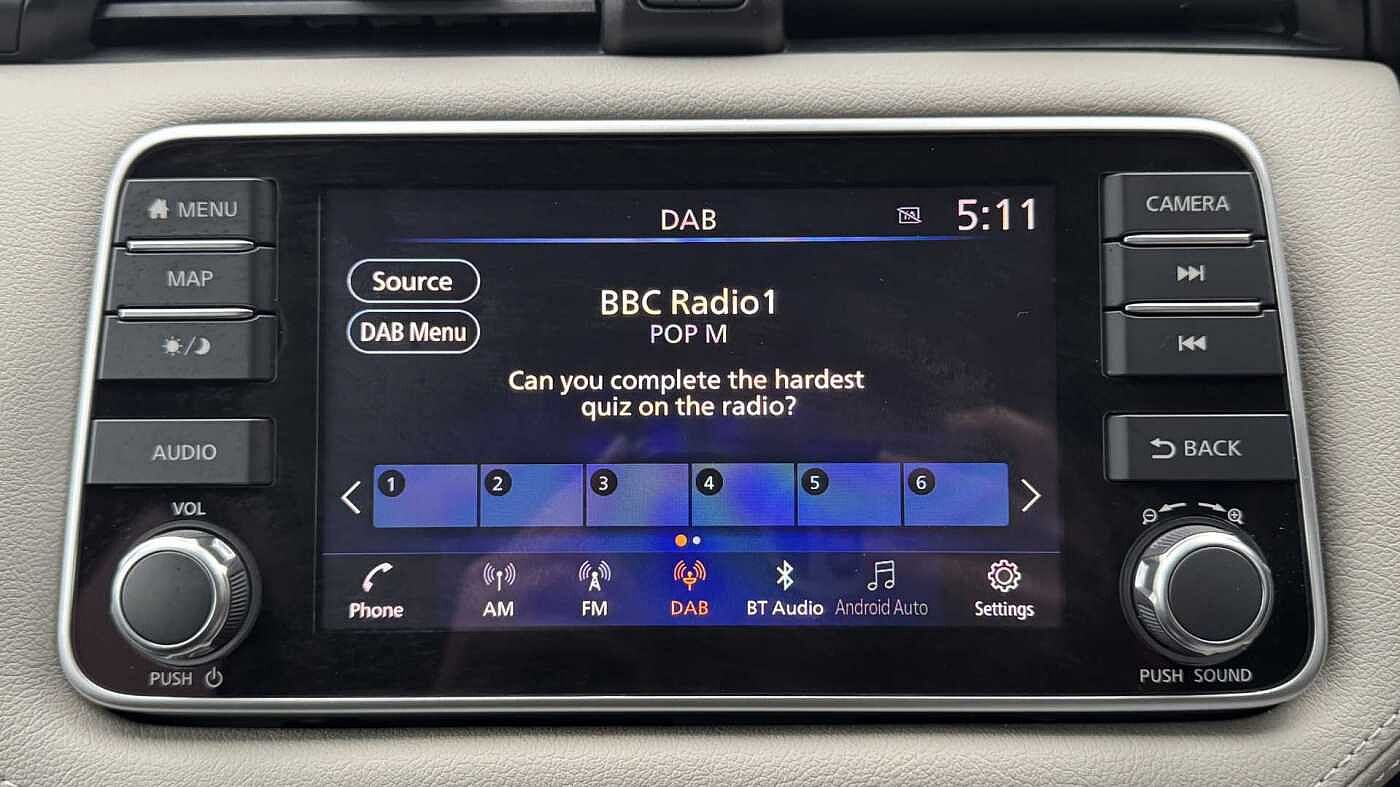 MENU
MAP
AUDIO
VOL
PUSH
DAB
TA
5:11
Source
DAB Menu
BBC Radio1
POP M
Can you complete the hardest
quiz on the radio?
1 2 3 4 5 6
Phone AM FM DAB BT Audio Android Auto Settings
CAMERA
BACK
PUSH SOUND